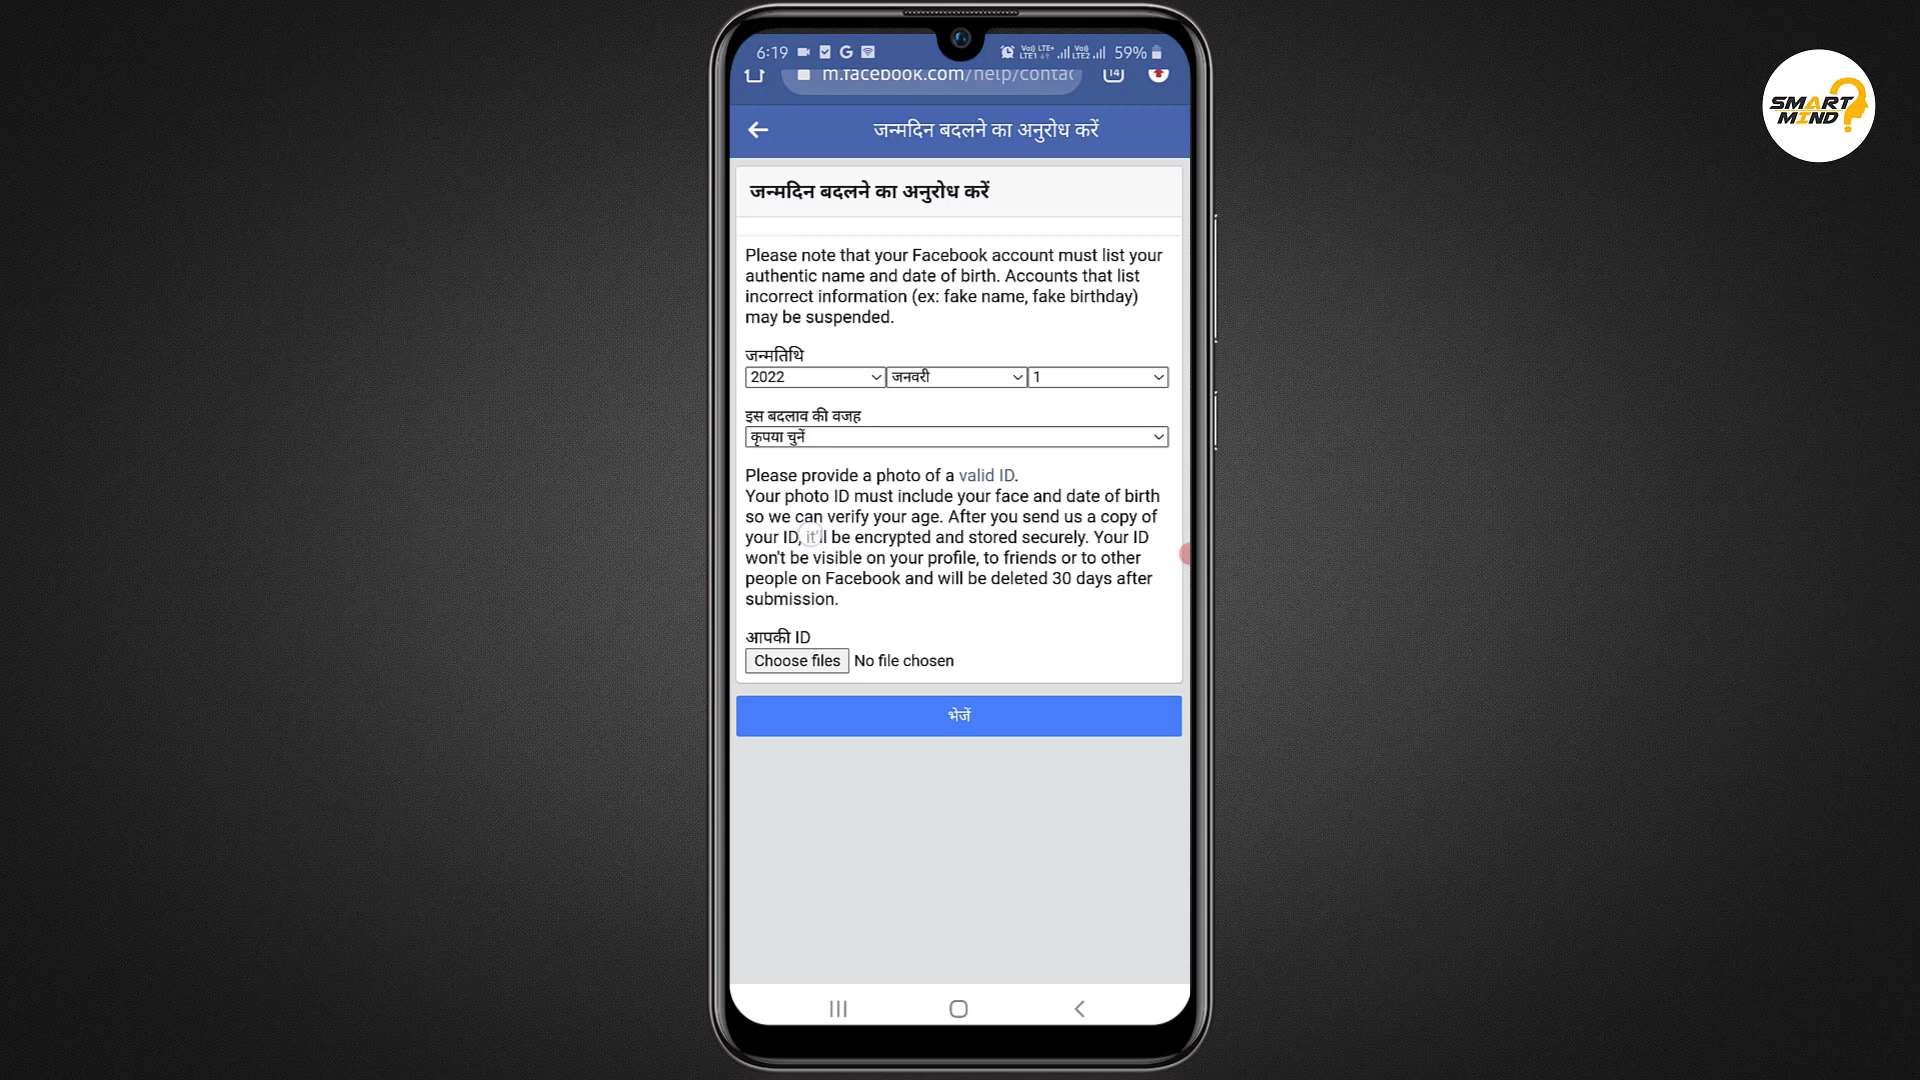 6:19
LTE+
LTE1
LTE2
59%
m.facebook.com/help/contac
14
जन्मदिन बदलने का अनुरोध करें
जन्मदिन बदलने का अनुरोध करें
Please note that your Facebook account must list your
authentic name and date of birth. Accounts that list
incorrect information (ex: fake name, fake birthday)
may be suspended.
जन्मतिथि
2022 जनवरी 1
इस बदलाव की वजह
कृपया चुनें
Please provide a photo of a valid ID.
Your photo ID must include your face and date of birth
so we can verify your age. After you send us a copy of
your ID, it'll be encrypted and stored securely. Your ID
won't be visible on your profile, to friends or to other
people on Facebook and will be deleted 30 days after
submission.
आपकी ID
Choose files No file chosen
भेजें
SMART
MIND